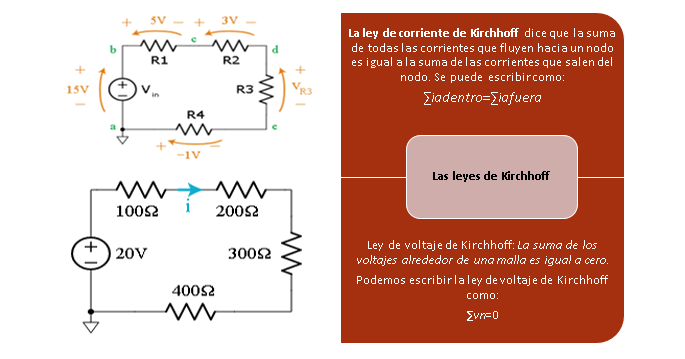 + 5V − + 3V −
b c d
R1 R2
+ 15V −
+ −
V in
R3
+ V R3 −
R4
a e
+ −1V −
100Ω i 200Ω
+ −
20V
300Ω
400Ω
La ley de corriente de Kirchhoff dice que la suma
de todas las corrientes que fluyen hacia un nodo
es igual a la suma de las corrientes que salen del
nodo. Se puede escribir como:
∑iadentro=∑iafuera
Las leyes de Kirchhoff
Ley de voltaje de Kirchhoff: La suma de los
voltajes alrededor de una malla es igual a cero.
Podemos escribir la ley de voltaje de Kirchhoff
como:
∑vn=0